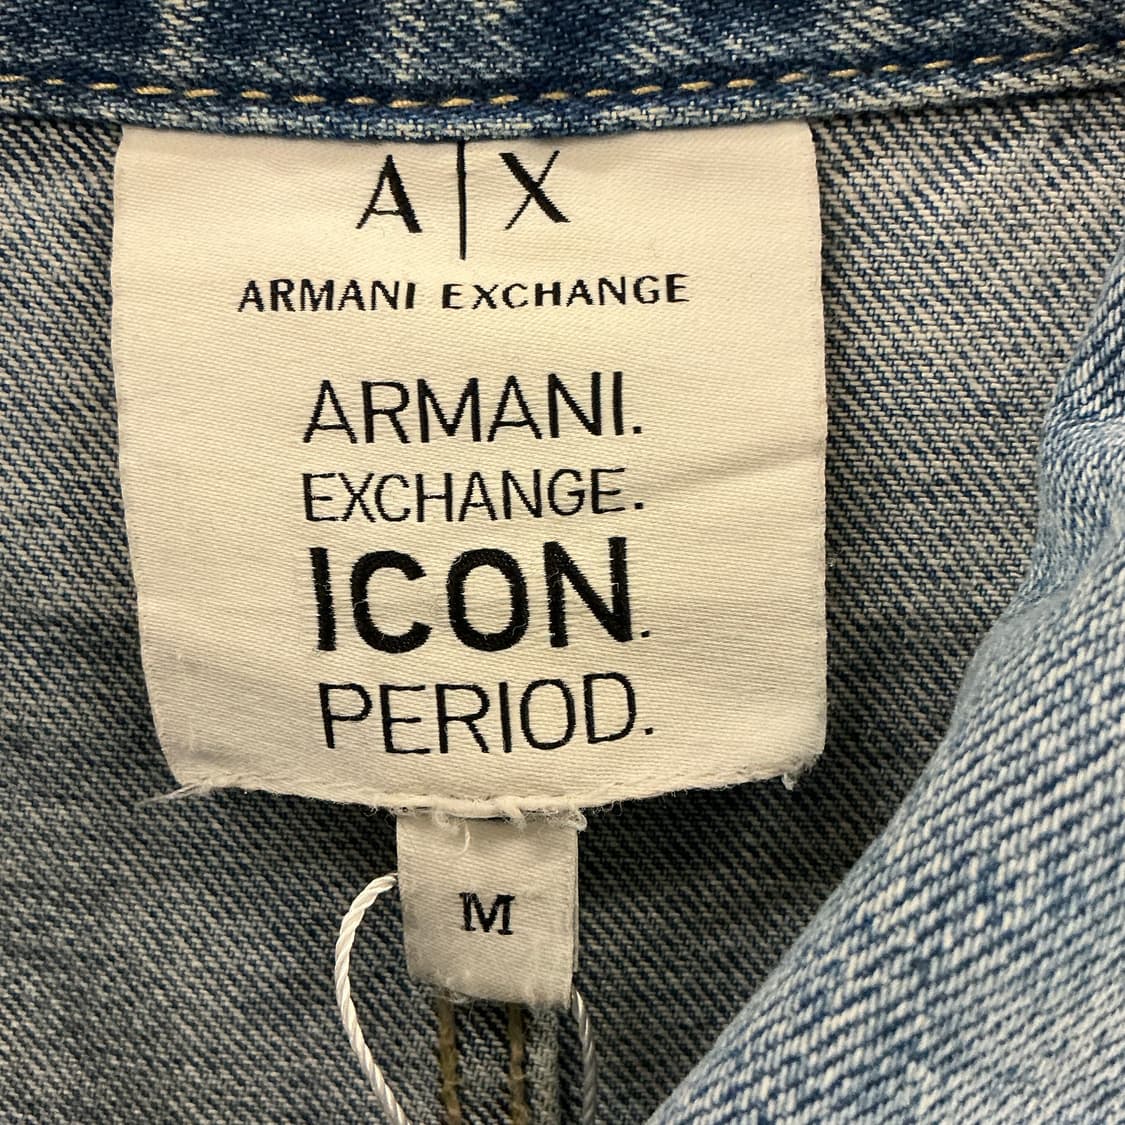 A|X
ARMANI EXCHANGE
ARMANI.
EXCHANGE.
ICON.
PERIOD.
M